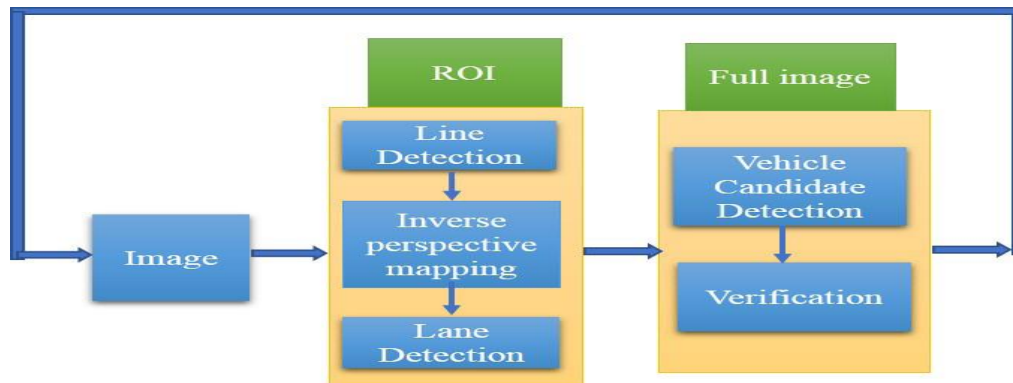 ROI
Line
Detection
Inverse
perspective
mapping
Lane
Detection
Image
Full image
Vehicle
Candidate
Detection
Verification